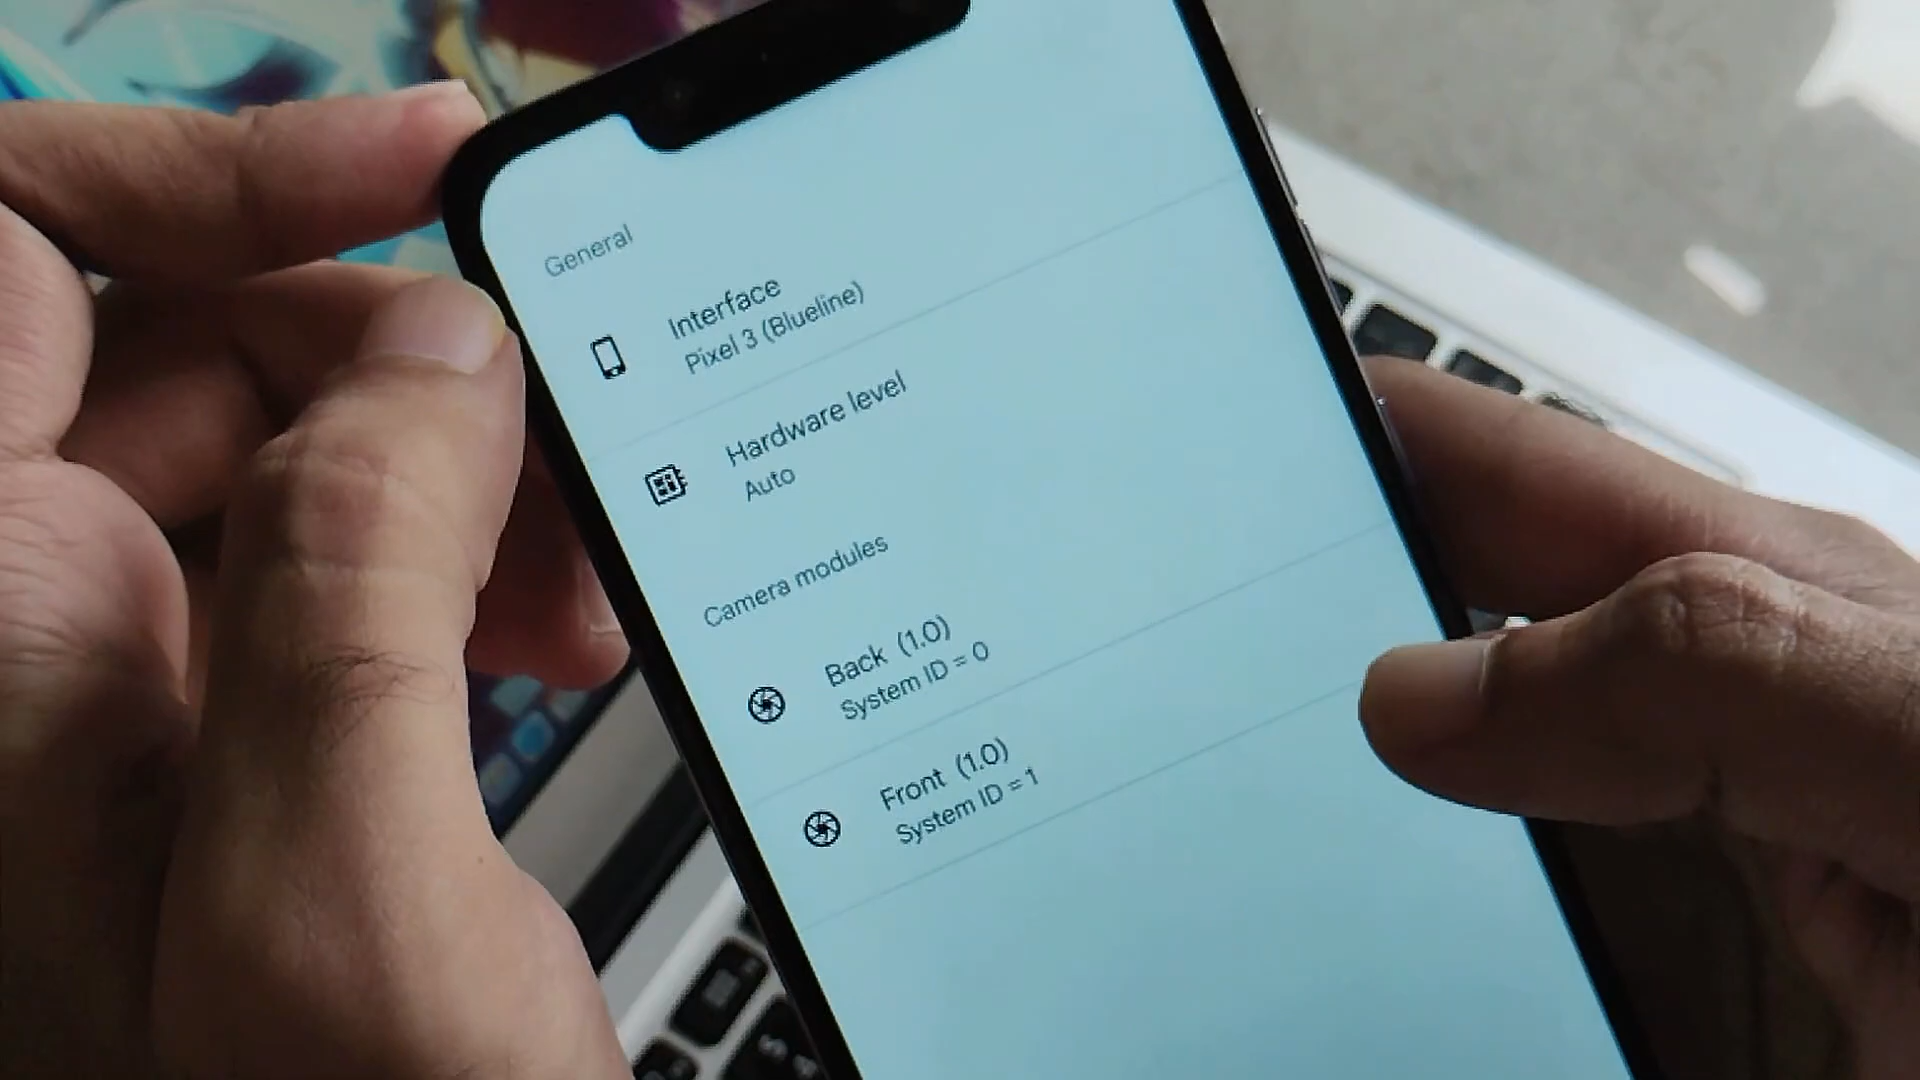 General
Interface
Pixel 3 (Blueline)
Hardware level
Auto
Camera modules
Back (1.0)
System ID = 0
Front (1.0)
System ID = 1